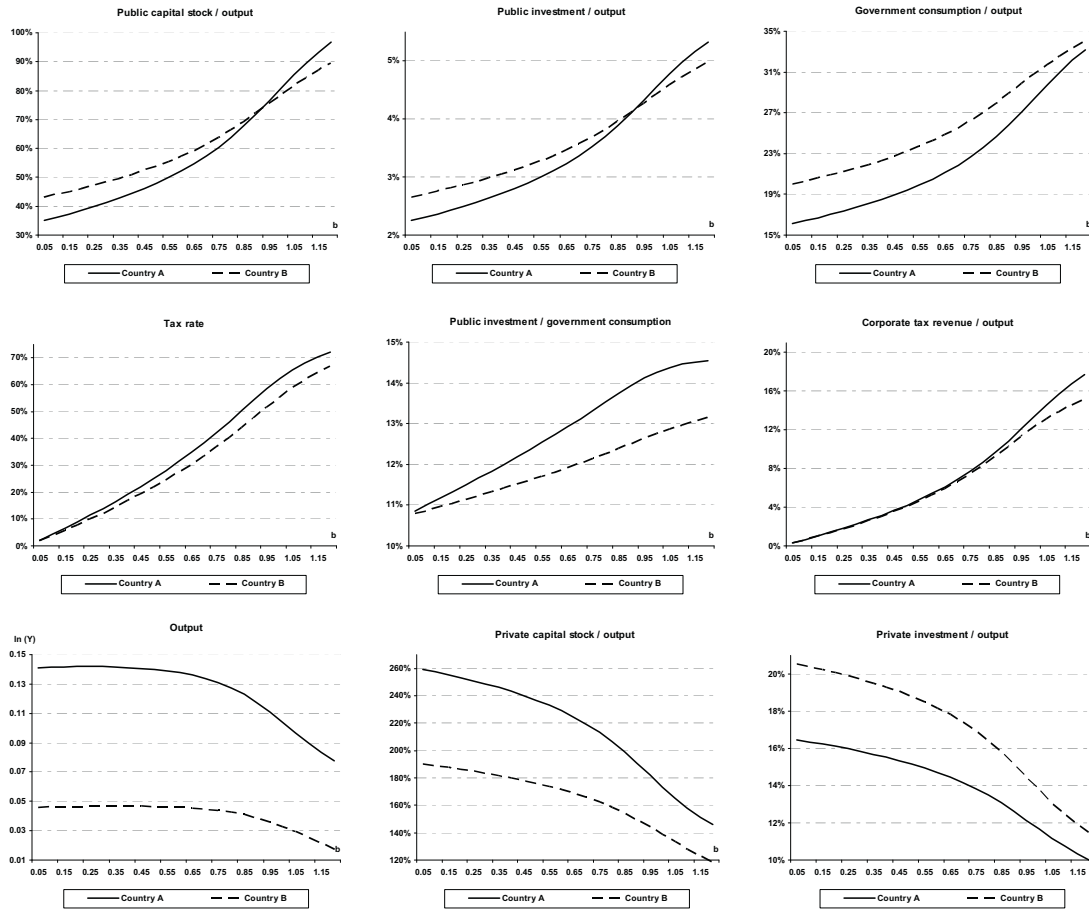 Public capital stock / output
100%
90%
80%
70%
60%
50%
40%
30%
b
0.05 0.15 0.25 0.35 0.45 0.55 0.65 0.75 0.85 0.95 1.05 1.15
Country A Country B
Public investment / output
5%
4%
3%
2%
b
0.05 0.15 0.25 0.35 0.45 0.55 0.65 0.75 0.85 0.95 1.05 1.15
Country A Country B
Government consumption / output
35%
31%
27%
23%
19%
15%
b
0.05 0.15 0.25 0.35 0.45 0.55 0.65 0.75 0.85 0.95 1.05 1.15
Country A Country B
Tax rate
70%
60%
50%
40%
30%
20%
10%
0%
b
0.05 0.15 0.25 0.35 0.45 0.55 0.65 0.75 0.85 0.95 1.05 1.15
Country A Country B
Public investment / government consumption
15%
14%
13%
12%
11%
10%
b
0.05 0.15 0.25 0.35 0.45 0.55 0.65 0.75 0.85 0.95 1.05 1.15
Country A Country B
Corporate tax revenue / output
20%
16%
12%
8%
4%
0%
b
0.05 0.15 0.25 0.35 0.45 0.55 0.65 0.75 0.85 0.95 1.05 1.15
Country A Country B
Output
ln (Y)
0.15
0.13
0.11
0.09
0.07
0.05
0.03
0.01
b
0.05 0.15 0.25 0.35 0.45 0.55 0.65 0.75 0.85 0.95 1.05 1.15
Country A Country B
Private capital stock / output
260%
240%
220%
200%
180%
160%
140%
120%
b
0.05 0.15 0.25 0.35 0.45 0.55 0.65 0.75 0.85 0.95 1.05 1.15
Country A Country B
Private investment / output
20%
18%
16%
14%
12%
10%
b
0.05 0.15 0.25 0.35 0.45 0.55 0.65 0.75 0.85 0.95 1.05 1.15
Country A Country B